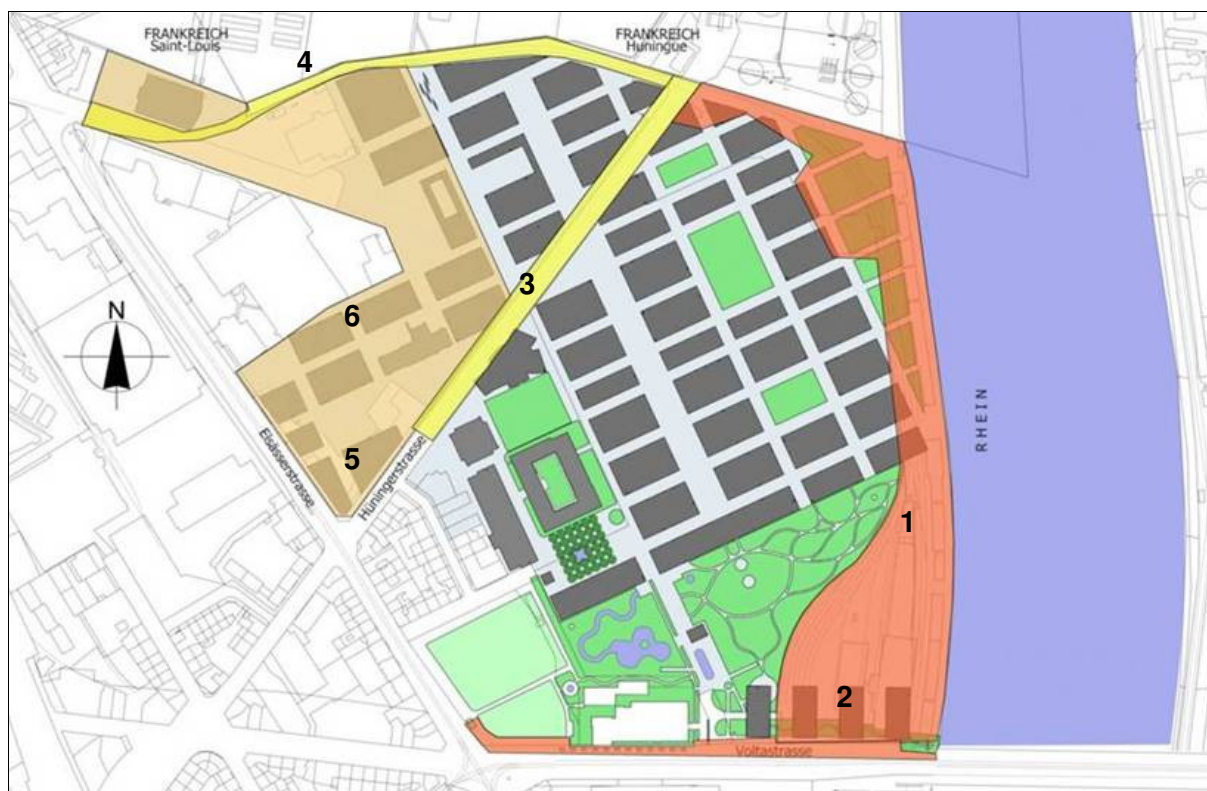 FRANKREICH
Saint-Louis
FRANKREICH
Huningue
4
3
N
6
RHEIN
5
Elsässerstrasse
Hüningerstrasse
1
2
Voltastrasse